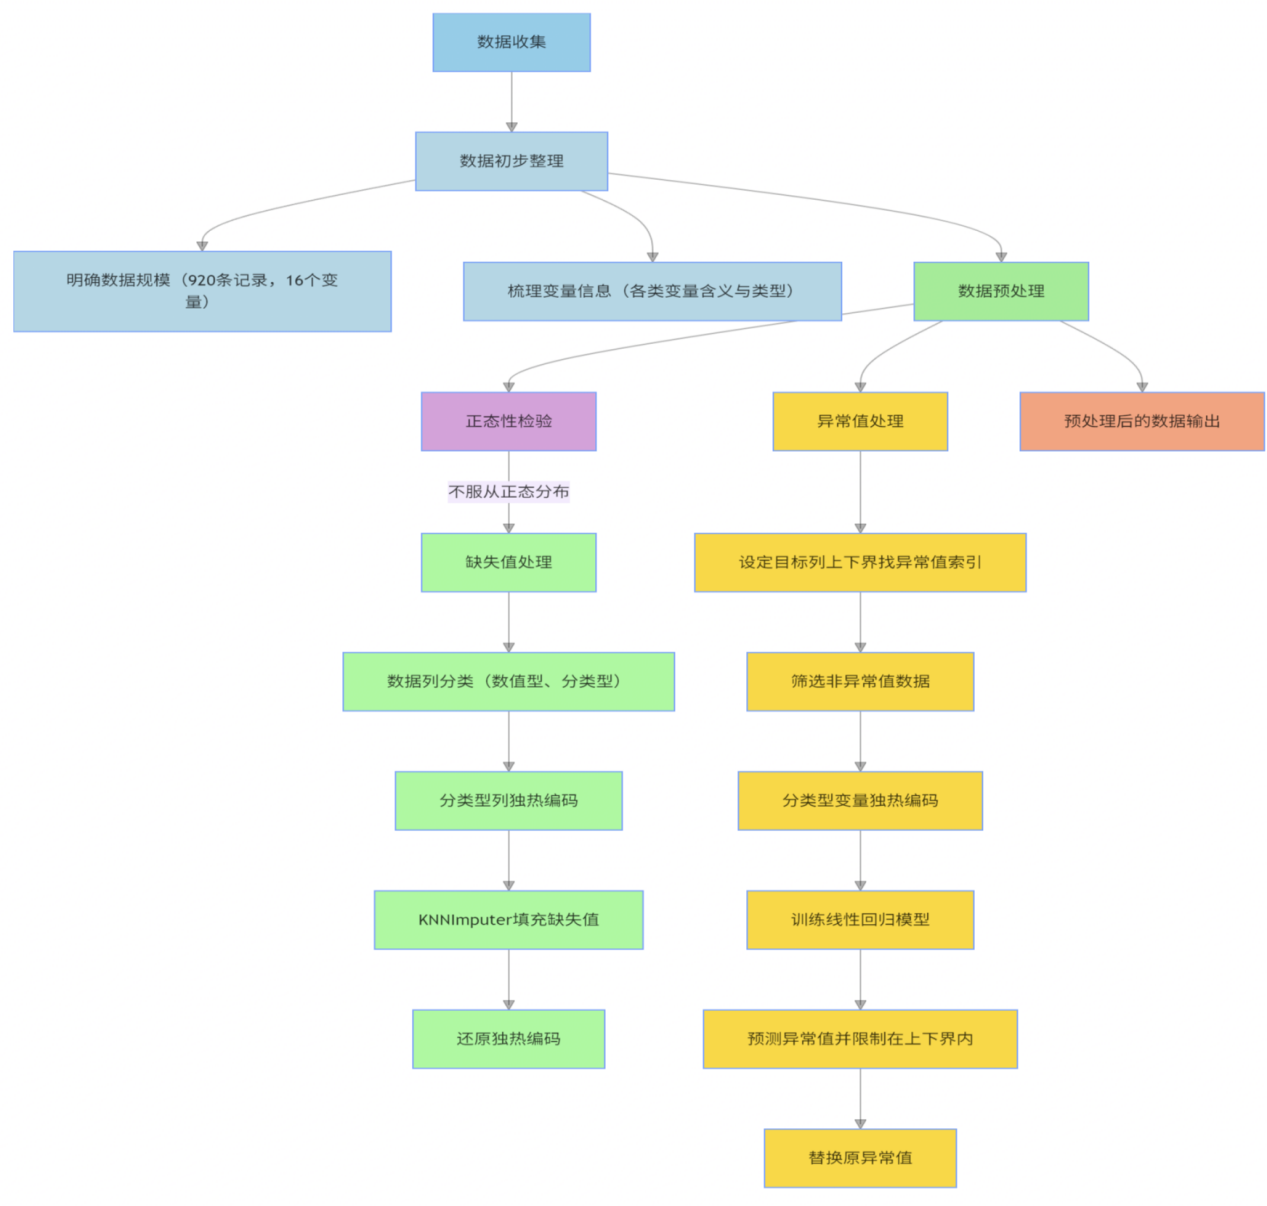 数据收集
数据初步整理
明确数据规模（920条记录，16个变
量）
梳理变量信息（各类变量含义与类型）
数据预处理
正态性检验
异常值处理
预处理后的数据输出
不服从正态分布
缺失值处理
设定目标列上下界找异常值索引
数据列分类（数值型、分类型）
筛选非异常值数据
分类型列独热编码
分类型变量独热编码
KNNImputer填充缺失值
训练线性回归模型
还原独热编码
预测异常值并限制在上下界内
替换原异常值